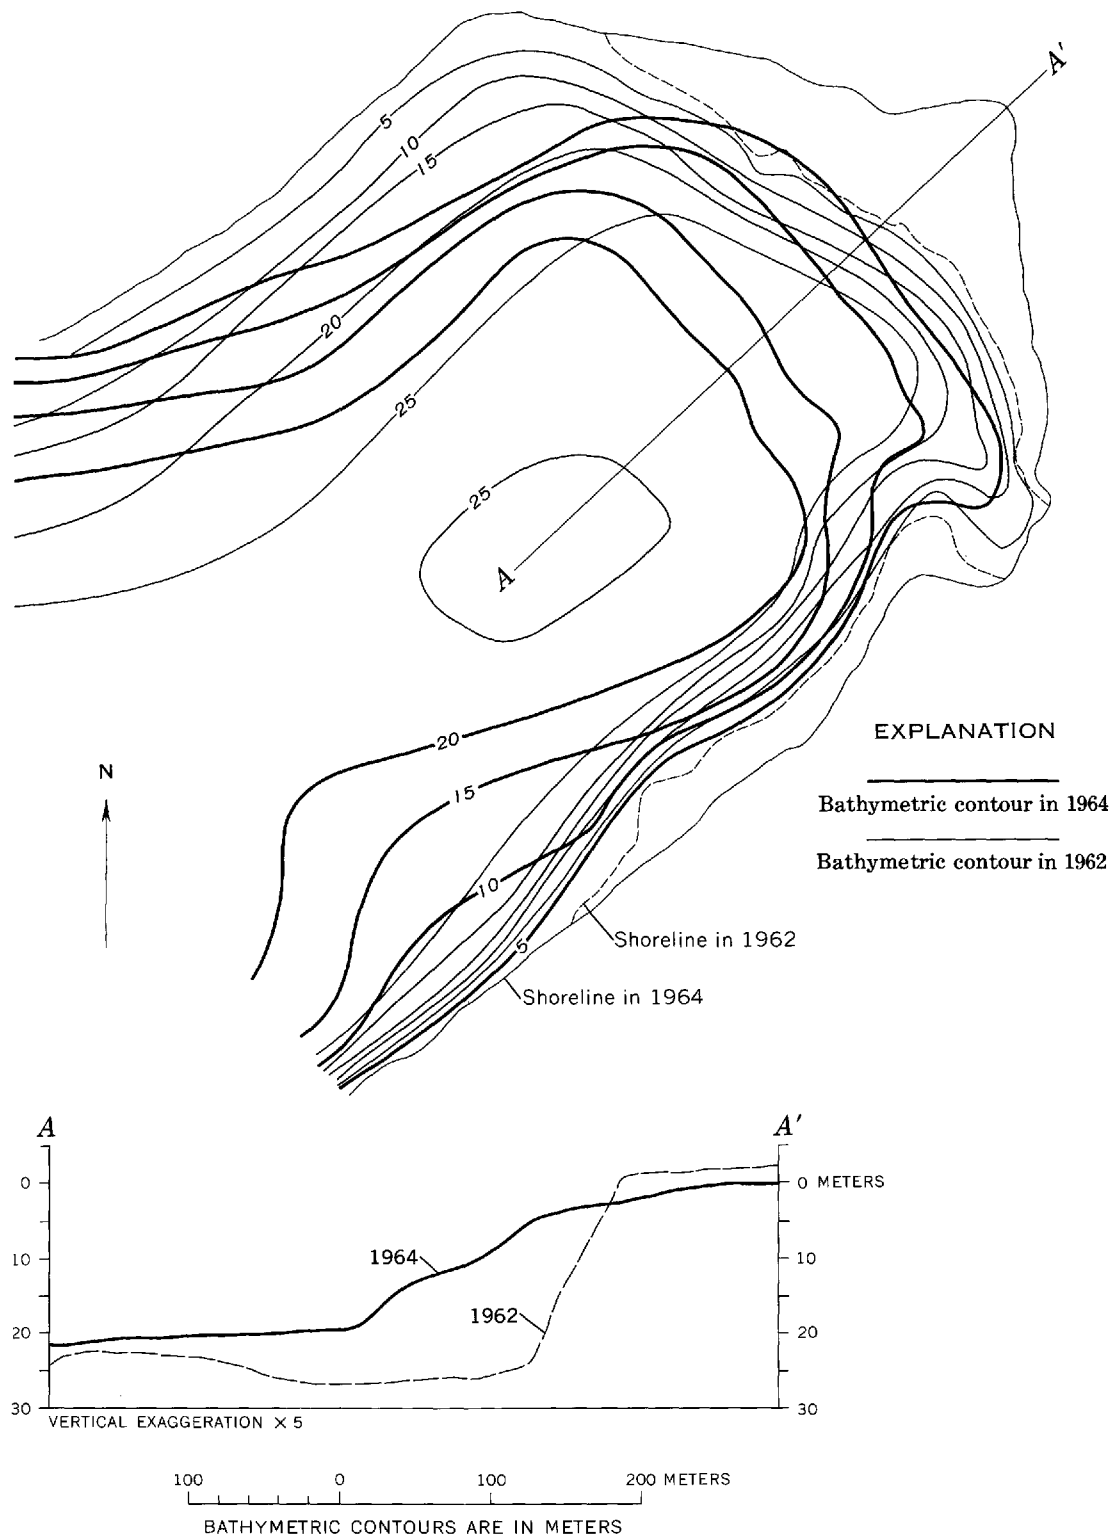 A'
5
10
15
20
25
25
A
20
15
10
5
N
EXPLANATION
Bathymetric contour in 1964
Bathymetric contour in 1962
Shoreline in 1962
Shoreline in 1964
A
A'
0
0 METERS
10
10
20
20
30
30
1964
1962
VERTICAL EXAGGERATION X 5
100 0 100 200 METERS
BATHYMETRIC CONTOURS ARE IN METERS